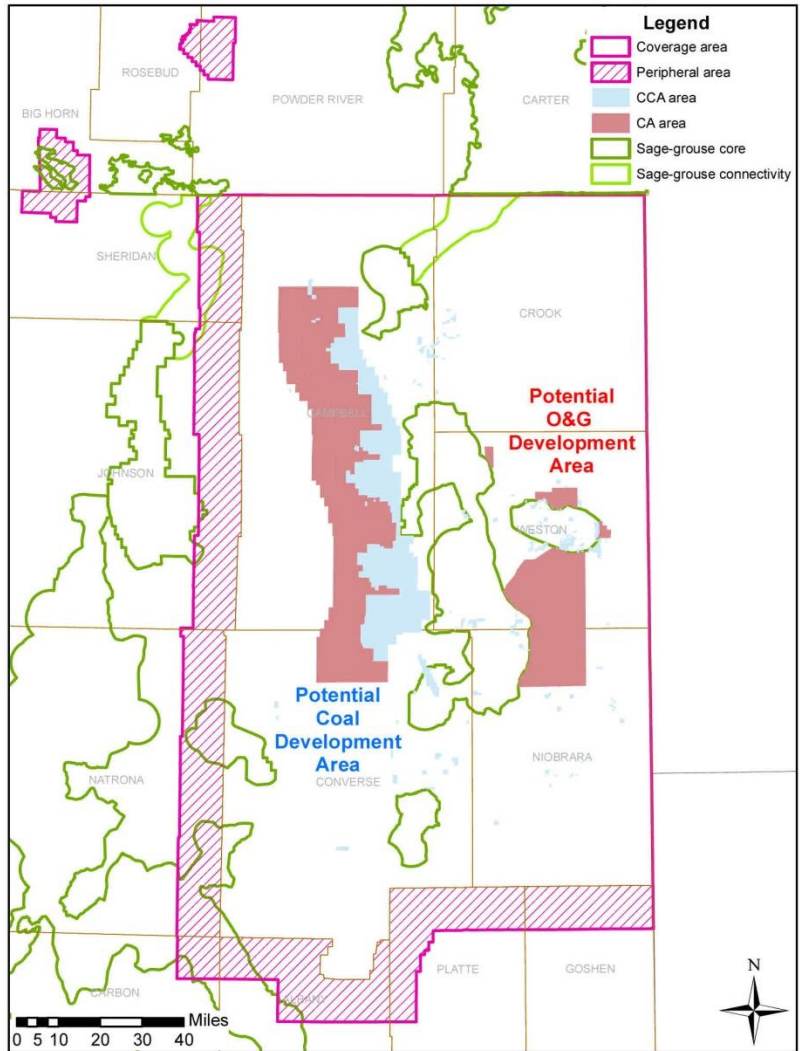 Legend
Coverage area
Peripheral area
CCA area
CA area
Sage-grouse core
Sage-grouse connectivity
ROSEBUD
POWDER RIVER
CARTER
BIG HORN
SHERIDAN
CROOK
CAMPBELL
Potential
O&G
Development
Area
JOHNSON
WESTON
Potential
Coal
Development
Area
NATRONA
CONVERSE
NIOBRARA
CARBON
ALBANY
PLATTE
GOSHEN
N
Miles
0 5 10 20 30 40